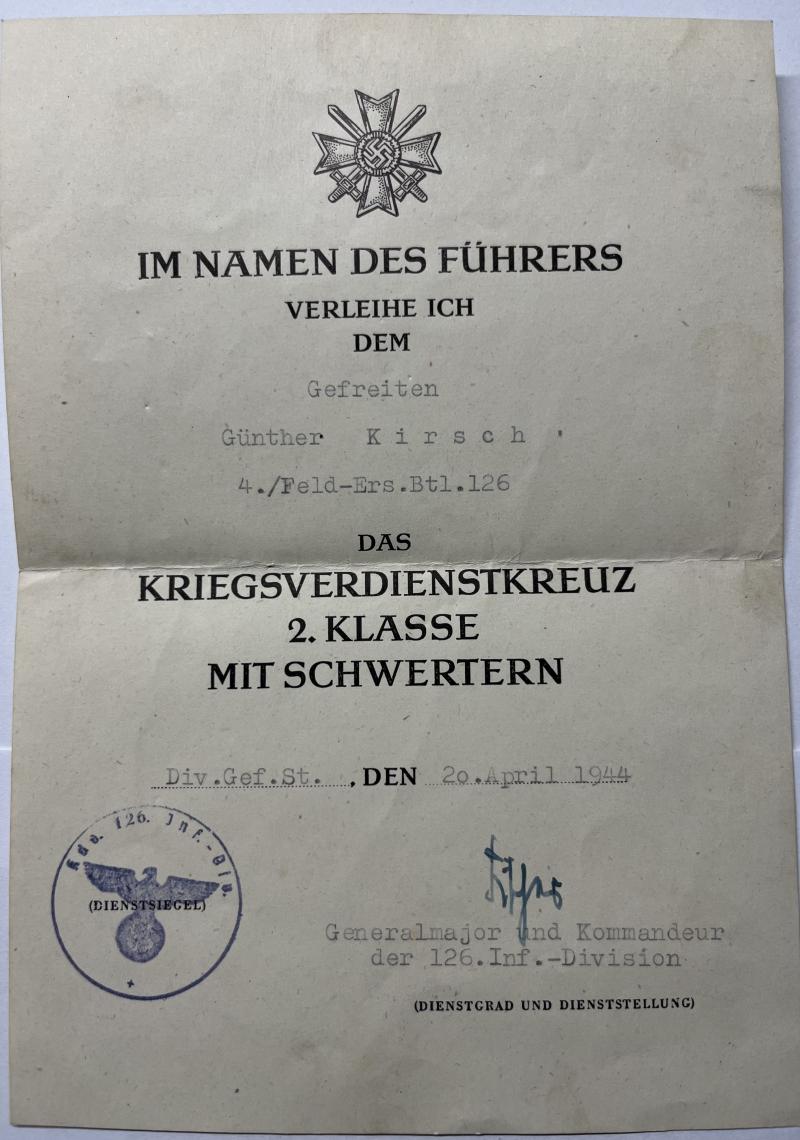 IM NAMEN DES FÜHRERS
VERLEIHE ICH
DEM
Gefreiten
Günther K i r s c h
4./Feld-Ers.Btl.126
DAS
KRIEGSVERDIENSTKREUZ
2. KLASSE
MIT SCHWERTERN
Div.Gef.St. , DEN 2o.April 1944
Kdo. 126. Inf.-Div.
(DIENSTSIEGEL)
Generalmajor und Kommandeur
der 126.Inf.-Division
(DIENSTGRAD UND DIENSTSTELLUNG)